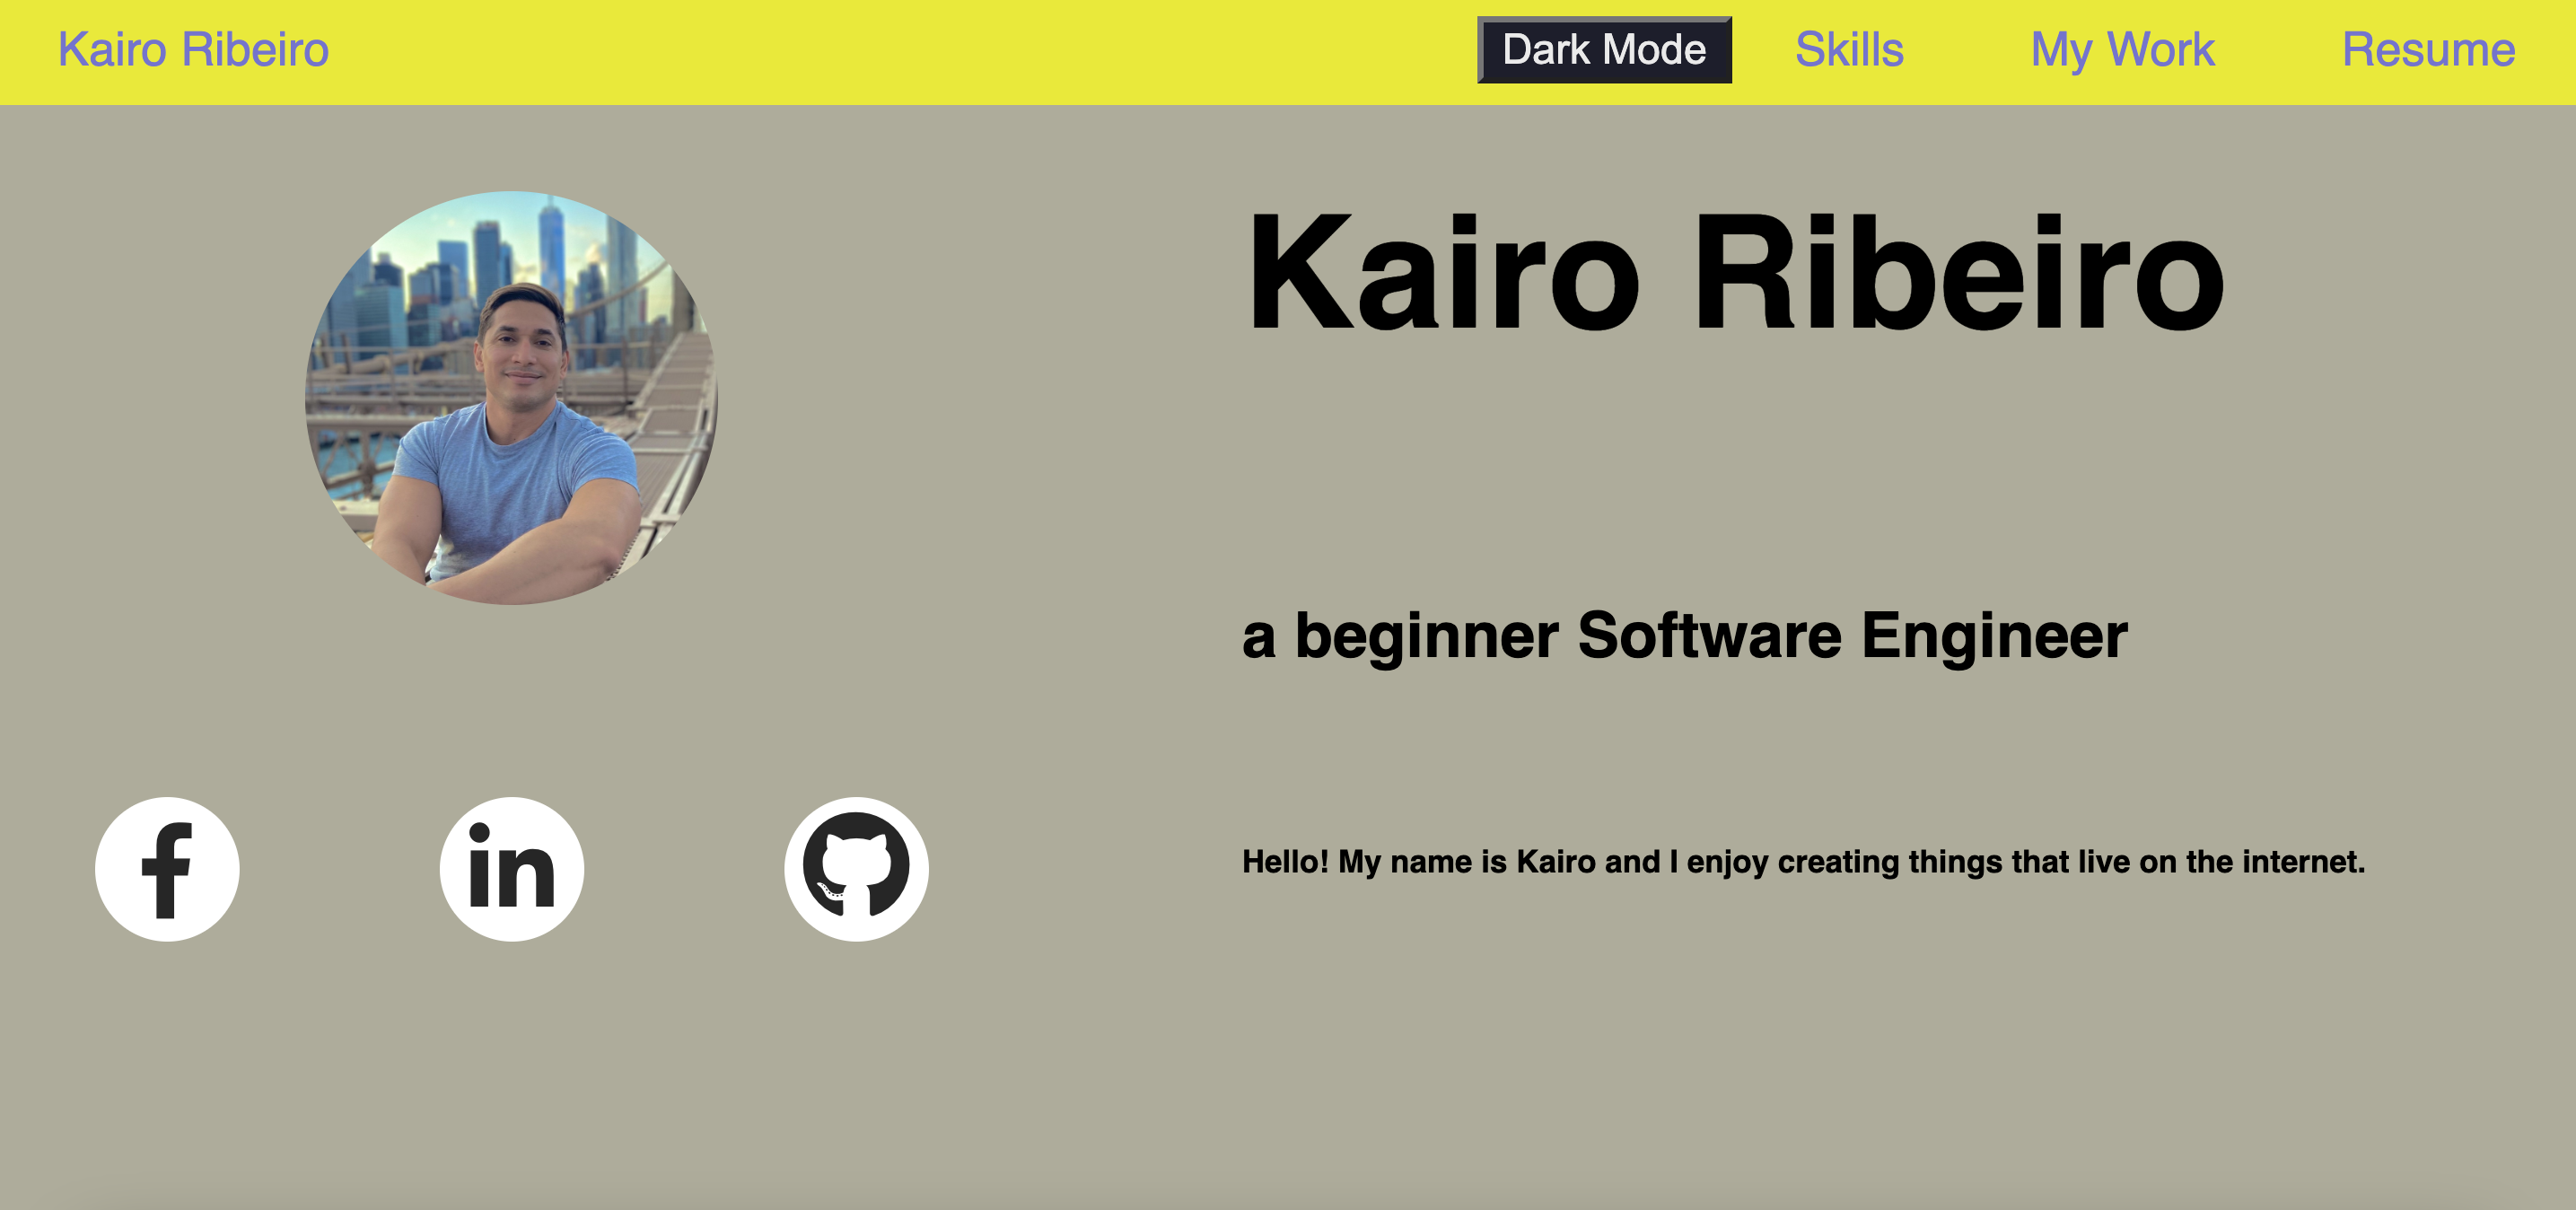 Kairo Ribeiro
Dark Mode
Skills
My Work
Resume
Kairo Ribeiro
a beginner Software Engineer
Hello! My name is Kairo and I enjoy creating things that live on the internet.
f
in